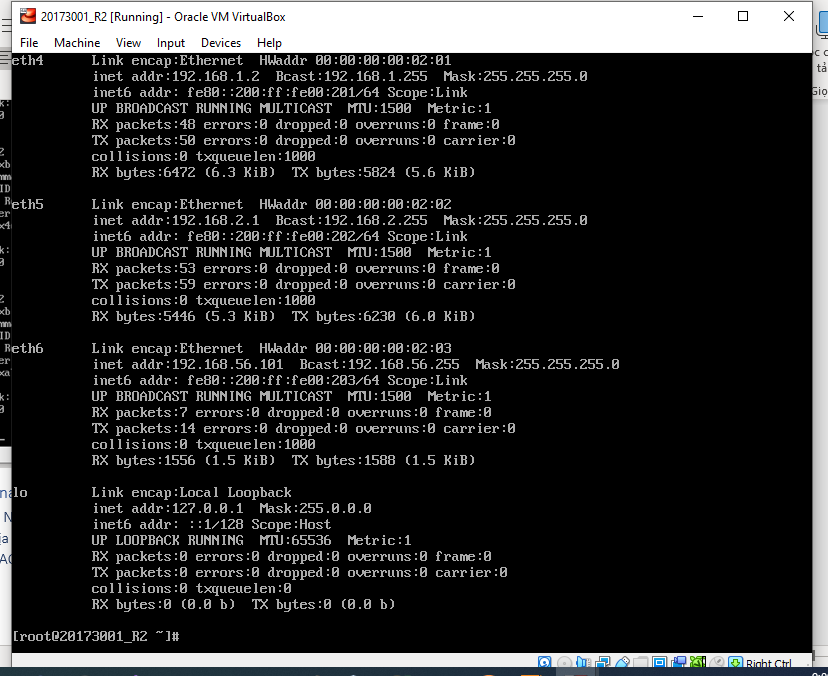 20173001_R2 [Running] - Oracle VM VirtualBox
File Machine View Input Devices Help
eth4 Link encap:Ethernet HWaddr 00:00:00:00:02:01
inet addr:192.168.1.2 Bcast:192.168.1.255 Mask:255.255.255.0
inet6 addr: fe80::200:ff:fe00:201/64 Scope:Link
UP BROADCAST RUNNING MULTICAST MTU:1500 Metric:1
RX packets:48 errors:0 dropped:0 overruns:0 frame:0
TX packets:50 errors:0 dropped:0 overruns:0 carrier:0
collisions:0 txqueuelen:1000
RX bytes:6472 (6.3 KiB) TX bytes:5824 (5.6 KiB)
eth5 Link encap:Ethernet HWaddr 00:00:00:00:02:02
inet addr:192.168.2.1 Bcast:192.168.2.255 Mask:255.255.255.0
inet6 addr: fe80::200:ff:fe00:202/64 Scope:Link
UP BROADCAST RUNNING MULTICAST MTU:1500 Metric:1
RX packets:53 errors:0 dropped:0 overruns:0 frame:0
TX packets:59 errors:0 dropped:0 overruns:0 carrier:0
collisions:0 txqueuelen:1000
RX bytes:5446 (5.3 KiB) TX bytes:6230 (6.0 KiB)
eth6 Link encap:Ethernet HWaddr 00:00:00:00:02:03
inet addr:192.168.56.101 Bcast:192.168.56.255 Mask:255.255.255.0
inet6 addr: fe80::200:ff:fe00:203/64 Scope:Link
UP BROADCAST RUNNING MULTICAST MTU:1500 Metric:1
RX packets:7 errors:0 dropped:0 overruns:0 frame:0
TX packets:14 errors:0 dropped:0 overruns:0 carrier:0
collisions:0 txqueuelen:1000
RX bytes:1556 (1.5 KiB) TX bytes:1588 (1.5 KiB)
lo Link encap:Local Loopback
inet addr:127.0.0.1 Mask:255.0.0.0
inet6 addr: ::1/128 Scope:Host
UP LOOPBACK RUNNING MTU:65536 Metric:1
RX packets:0 errors:0 dropped:0 overruns:0 frame:0
TX packets:0 errors:0 dropped:0 overruns:0 carrier:0
collisions:0 txqueuelen:0
RX bytes:0 (0.0 b) TX bytes:0 (0.0 b)
[root@20173001_R2 ~]#
Right Ctrl